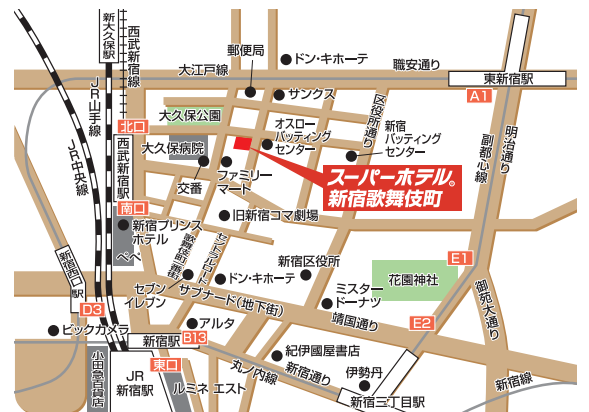 新大久保駅
西武新宿線
郵便局
ドン・キホーテ
大江戸線
職安通り
東新宿駅
A1
サンクス
JR山手線
JR中央線
大久保公園
北口
大久保病院
オスロー
バッティング
センター
区役所通り
新宿
バッティング
センター
明治通り
副都心線
西武新宿駅
交番
ファミリー
マート
スーパーホテル®
新宿歌舞伎町
南口
新宿プリンス
ホテル
旧新宿コマ劇場
ぺぺ
歌舞伎町一番街
セントラルロード
新宿区役所
E1
新宿西口駅
セブン
イレブン
ドン・キホーテ
サブナード(地下街)
ミスター
ドーナツ
花園神社
御苑大通り
D3
ビックカメラ
アルタ
靖国通り
E2
新宿駅
B13
東口
紀伊國屋書店
小田急百貨店
JR
新宿駅
ルミネ エスト
丸ノ内線
新宿通り
伊勢丹
新宿三丁目駅
新宿線